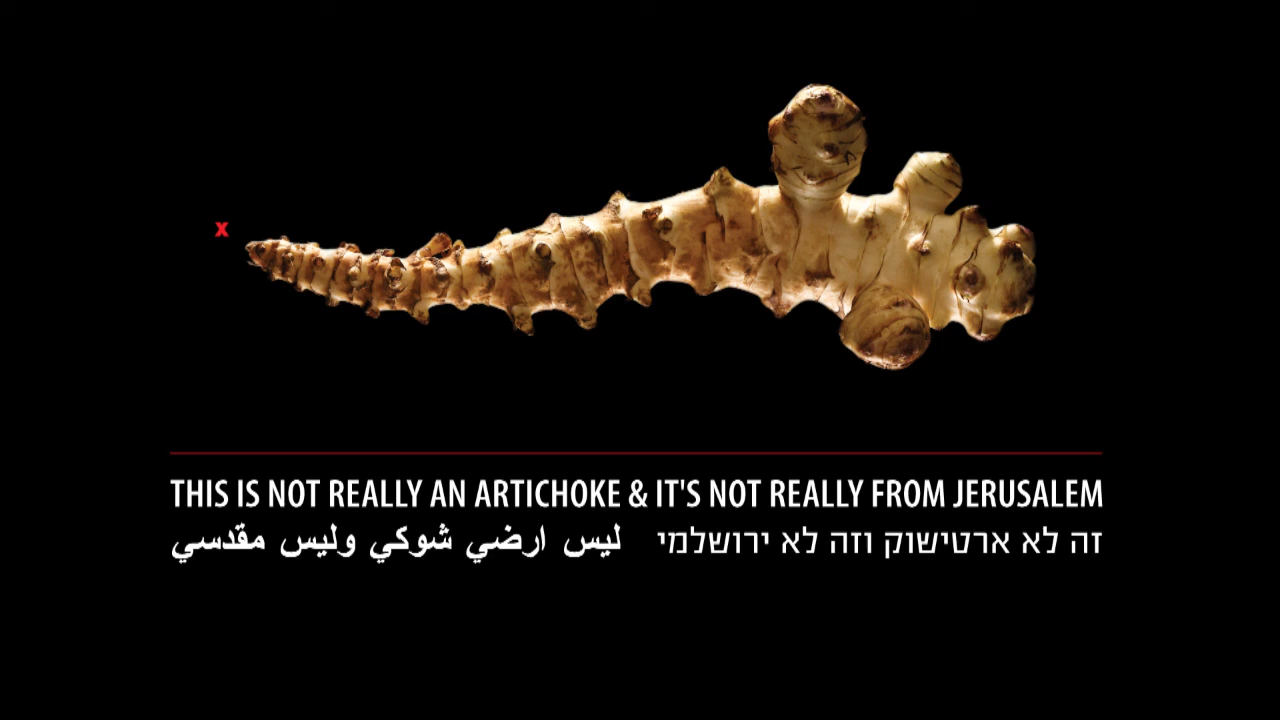 x
THIS IS NOT REALLY AN ARTICHOKE & IT'S NOT REALLY FROM JERUSALEM
זה לא ארטישוק וזה לא ירושלמי
ليس ارضي شوكي وليس مقدسي